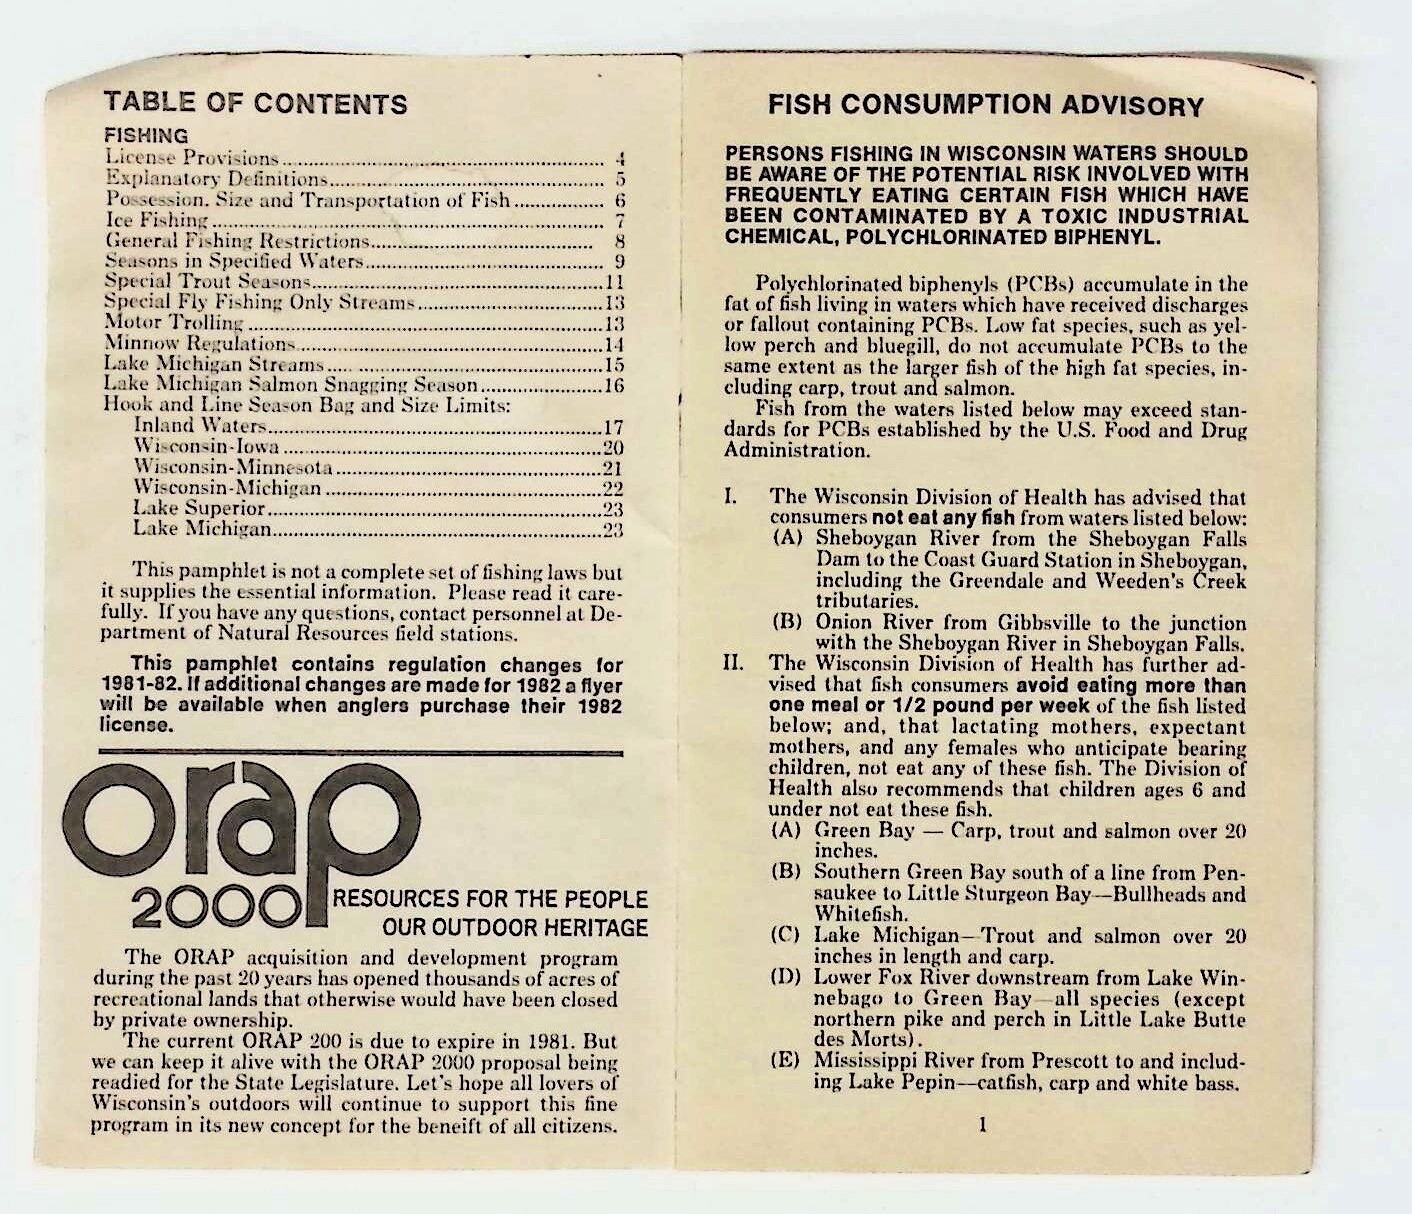 TABLE OF CONTENTS
FISHING
License Provisions........................................................ 4
Explanatory Definitions................................................ 5
Possession. Size and Transportation of Fish................ 6
Ice Fishing.................................................................... 7
General Fishing Restrictions........................................ 8
Seasons in Specified Waters......................................... 9
Special Trout Seasons..................................................11
Special Fly Fishing Only Streams................................13
Motor Trolling .............................................................13
Minnow Regulations....................................................14
Lake Michigan Streams..... .........................................15
Lake Michigan Salmon Snagging Season.....................16
Hook and Line Season Bag and Size Limits:
Inland Waters..........................................................17
Wisconsin-Iowa .......................................................20
Wisconsin-Minnesota ..............................................21
Wisconsin-Michigan ................................................22
Lake Superior..........................................................23
Lake Michigan.........................................................23
This pamphlet is not a complete set of fishing laws but
it supplies the essential information. Please read it care-
fully. If you have any questions, contact personnel at De-
partment of Natural Resources field stations.
This pamphlet contains regulation changes for
1981-82. If additional changes are made for 1982 a flyer
will be available when anglers purchase their 1982
license.
orap
2000
RESOURCES FOR THE PEOPLE
OUR OUTDOOR HERITAGE
The ORAP acquisition and development program
during the past 20 years has opened thousands of acres of
recreational lands that otherwise would have been closed
by private ownership.
The current ORAP 200 is due to expire in 1981. But
we can keep it alive with the ORAP 2000 proposal being
readied for the State Legislature. Let's hope all lovers of
Wisconsin's outdoors will continue to support this fine
program in its new concept for the beneift of all citizens.
FISH CONSUMPTION ADVISORY
PERSONS FISHING IN WISCONSIN WATERS SHOULD
BE AWARE OF THE POTENTIAL RISK INVOLVED WITH
FREQUENTLY EATING CERTAIN FISH WHICH HAVE
BEEN CONTAMINATED BY A TOXIC INDUSTRIAL
CHEMICAL, POLYCHLORINATED BIPHENYL.
Polychlorinated biphenyls (PCBs) accumulate in the
fat of fish living in waters which have received discharges
or fallout containing PCBs. Low fat species, such as yel-
low perch and bluegill, do not accumulate PCBs to the
same extent as the larger fish of the high fat species, in-
cluding carp, trout and salmon.
Fish from the waters listed below may exceed stan-
dards for PCBs established by the U.S. Food and Drug
Administration.
I. The Wisconsin Division of Health has advised that
consumers not eat any fish from waters listed below:
(A) Sheboygan River from the Sheboygan Falls
Dam to the Coast Guard Station in Sheboygan,
including the Greendale and Weeden's Creek
tributaries.
(B) Onion River from Gibbsville to the junction
with the Sheboygan River in Sheboygan Falls.
II. The Wisconsin Division of Health has further ad-
vised that fish consumers avoid eating more than
one meal or 1/2 pound per week of the fish listed
below; and, that lactating mothers, expectant
mothers, and any females who anticipate bearing
children, not eat any of these fish. The Division of
Health also recommends that children ages 6 and
under not eat these fish.
(A) Green Bay — Carp, trout and salmon over 20
inches.
(B) Southern Green Bay south of a line from Pen-
saukee to Little Sturgeon Bay—Bullheads and
Whitefish.
(C) Lake Michigan—Trout and salmon over 20
inches in length and carp.
(D) Lower Fox River downstream from Lake Win-
nebago to Green Bay—all species (except
northern pike and perch in Little Lake Butte
des Morts).
(E) Mississippi River from Prescott to and includ-
ing Lake Pepin—catfish, carp and white bass.
1